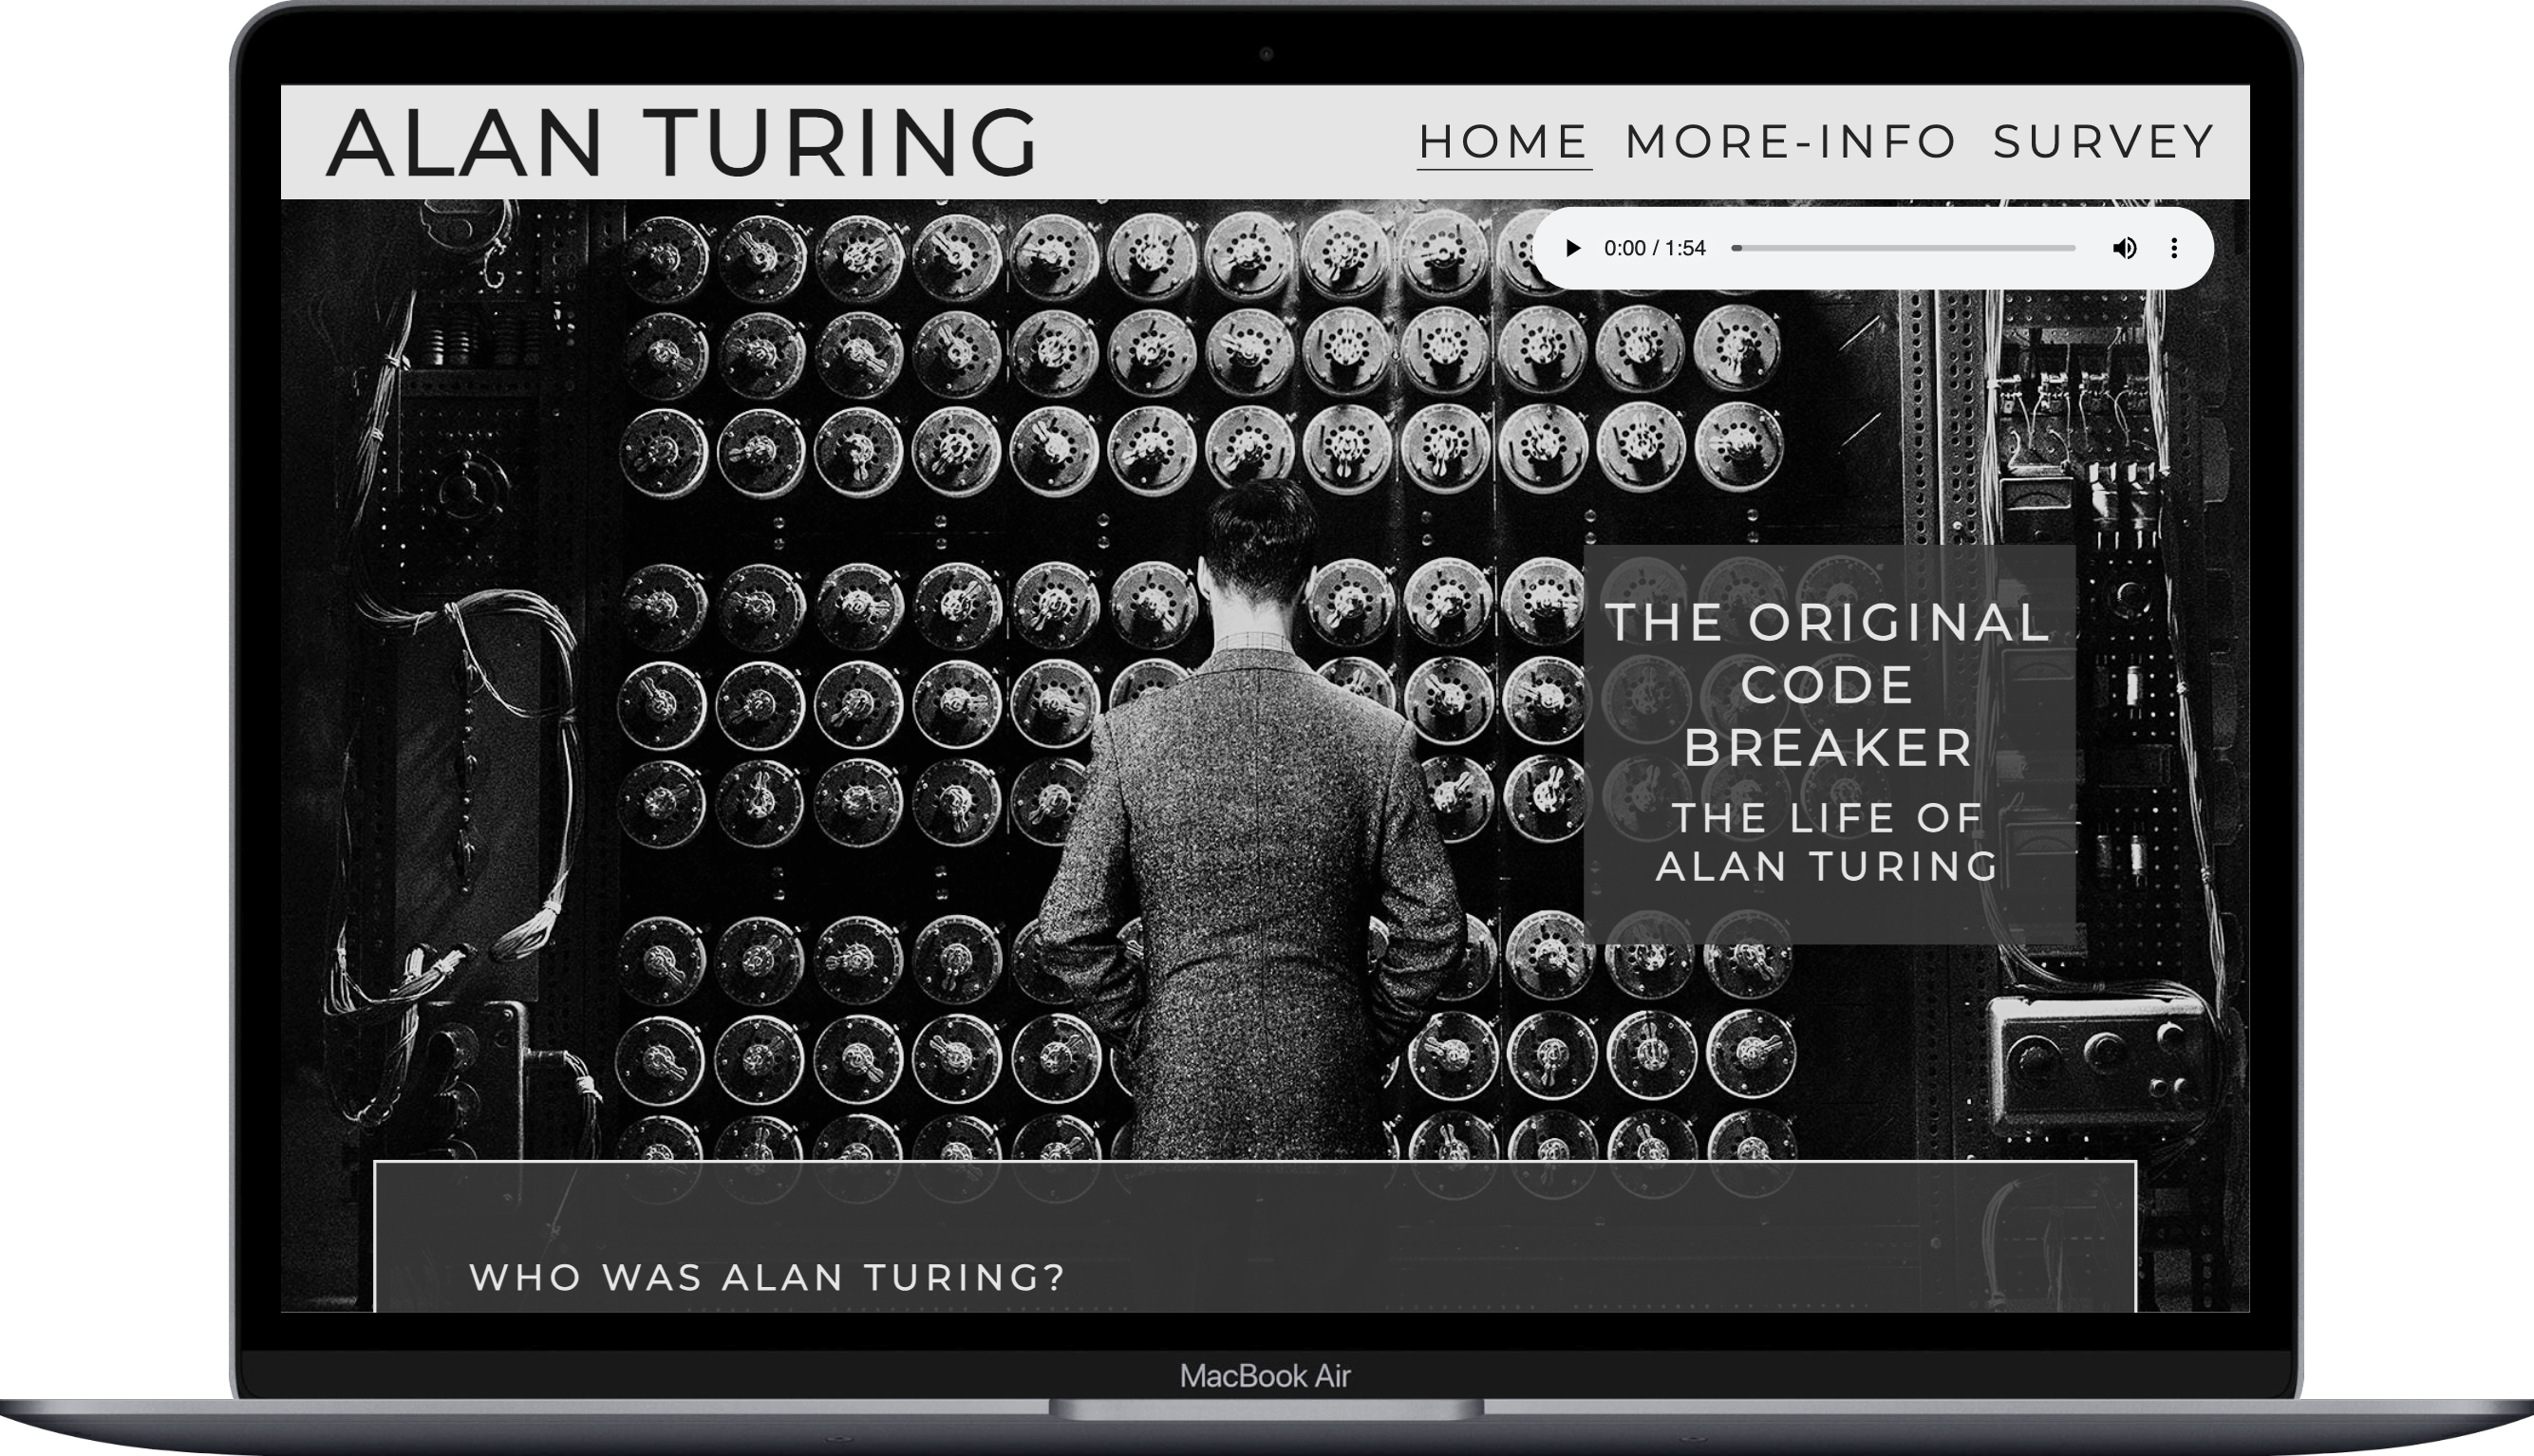 ALAN TURING
HOME MORE-INFO SURVEY
0:00 / 1:54
THE ORIGINAL
CODE
BREAKER
THE LIFE OF
ALAN TURING
WHO WAS ALAN TURING?
MacBook Air